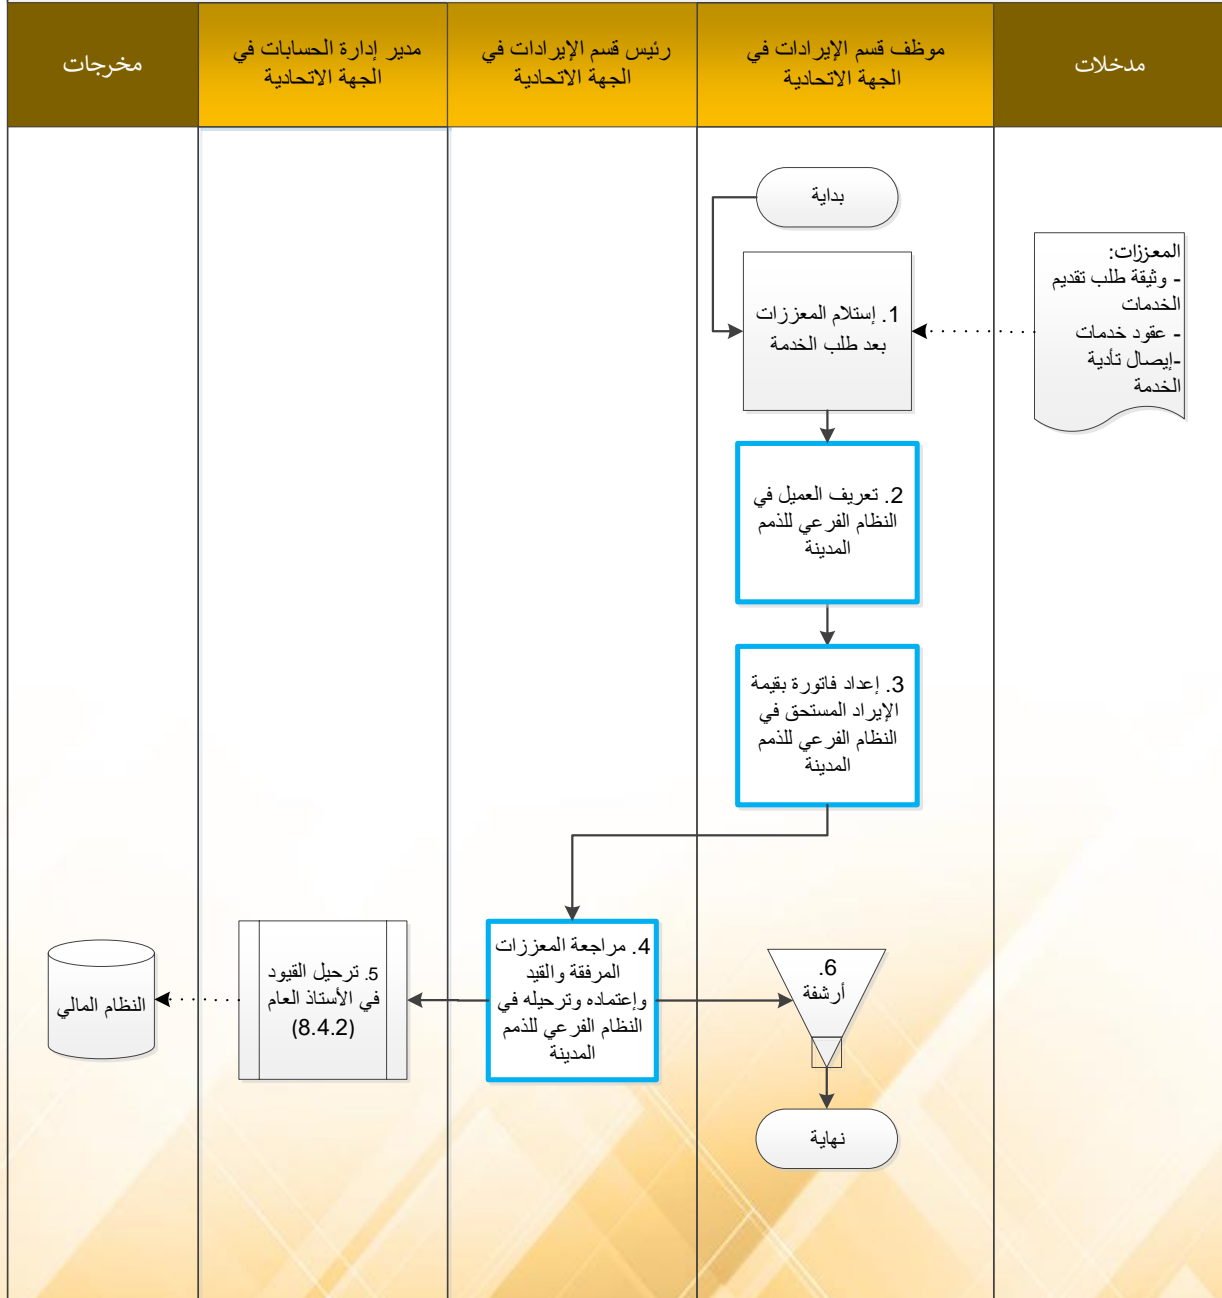 مدخلات
موظف قسم الإيرادات في
الجهة الاتحادية
رئيس قسم الإيرادات في
الجهة الاتحادية
مدير إدارة الحسابات في
الجهة الاتحادية
مخرجات
بداية
المعززات:
- وثيقة طلب تقديم
الخدمات
- عقود خدمات
-إيصال تأدية
الخدمة
1. إستلام المعززات
بعد طلب الخدمة
2. تعريف العميل في
النظام الفرعي للذمم
المدينة
3. إعداد فاتورة بقيمة
الإيراد المستحق في
النظام الفرعي للذمم
المدينة
4. مراجعة المعززات
المرفقة والقيد
وإعتماده وترحيله في
النظام الفرعي للذمم
المدينة
5. ترحيل القيود
في الأستاذ العام
(8.4.2)
النظام المالي
6.
أرشفة
نهاية